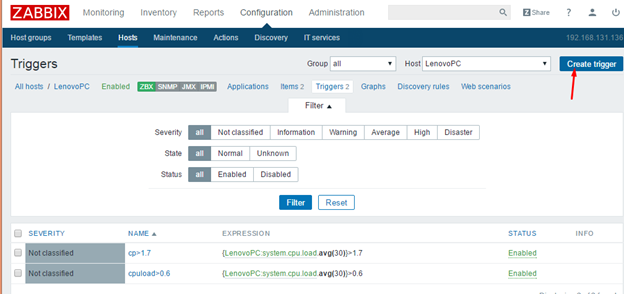 ZABBIX Monitoring Inventory Reports Configuration Administration Z Share ?
Host groups Templates Hosts Maintenance Actions Discovery IT services 192.168.131.136
Triggers Group all Host LenovoPC Create trigger
All hosts / LenovoPC Enabled ZBX SNMP JMX IPMI Applications Items 2 Triggers 2 Graphs Discovery rules Web scenarios
Filter ▲
Severity all Not classified Information Warning Average High Disaster
State all Normal Unknown
Status all Enabled Disabled
Filter Reset
SEVERITY NAME ▲ EXPRESSION STATUS INFO
Not classified cp>1.7 {LenovoPC:system.cpu.load.avg(30)}>1.7 Enabled
Not classified cpuload>0.6 {LenovoPC:system.cpu.load.avg(30)}>0.6 Enabled